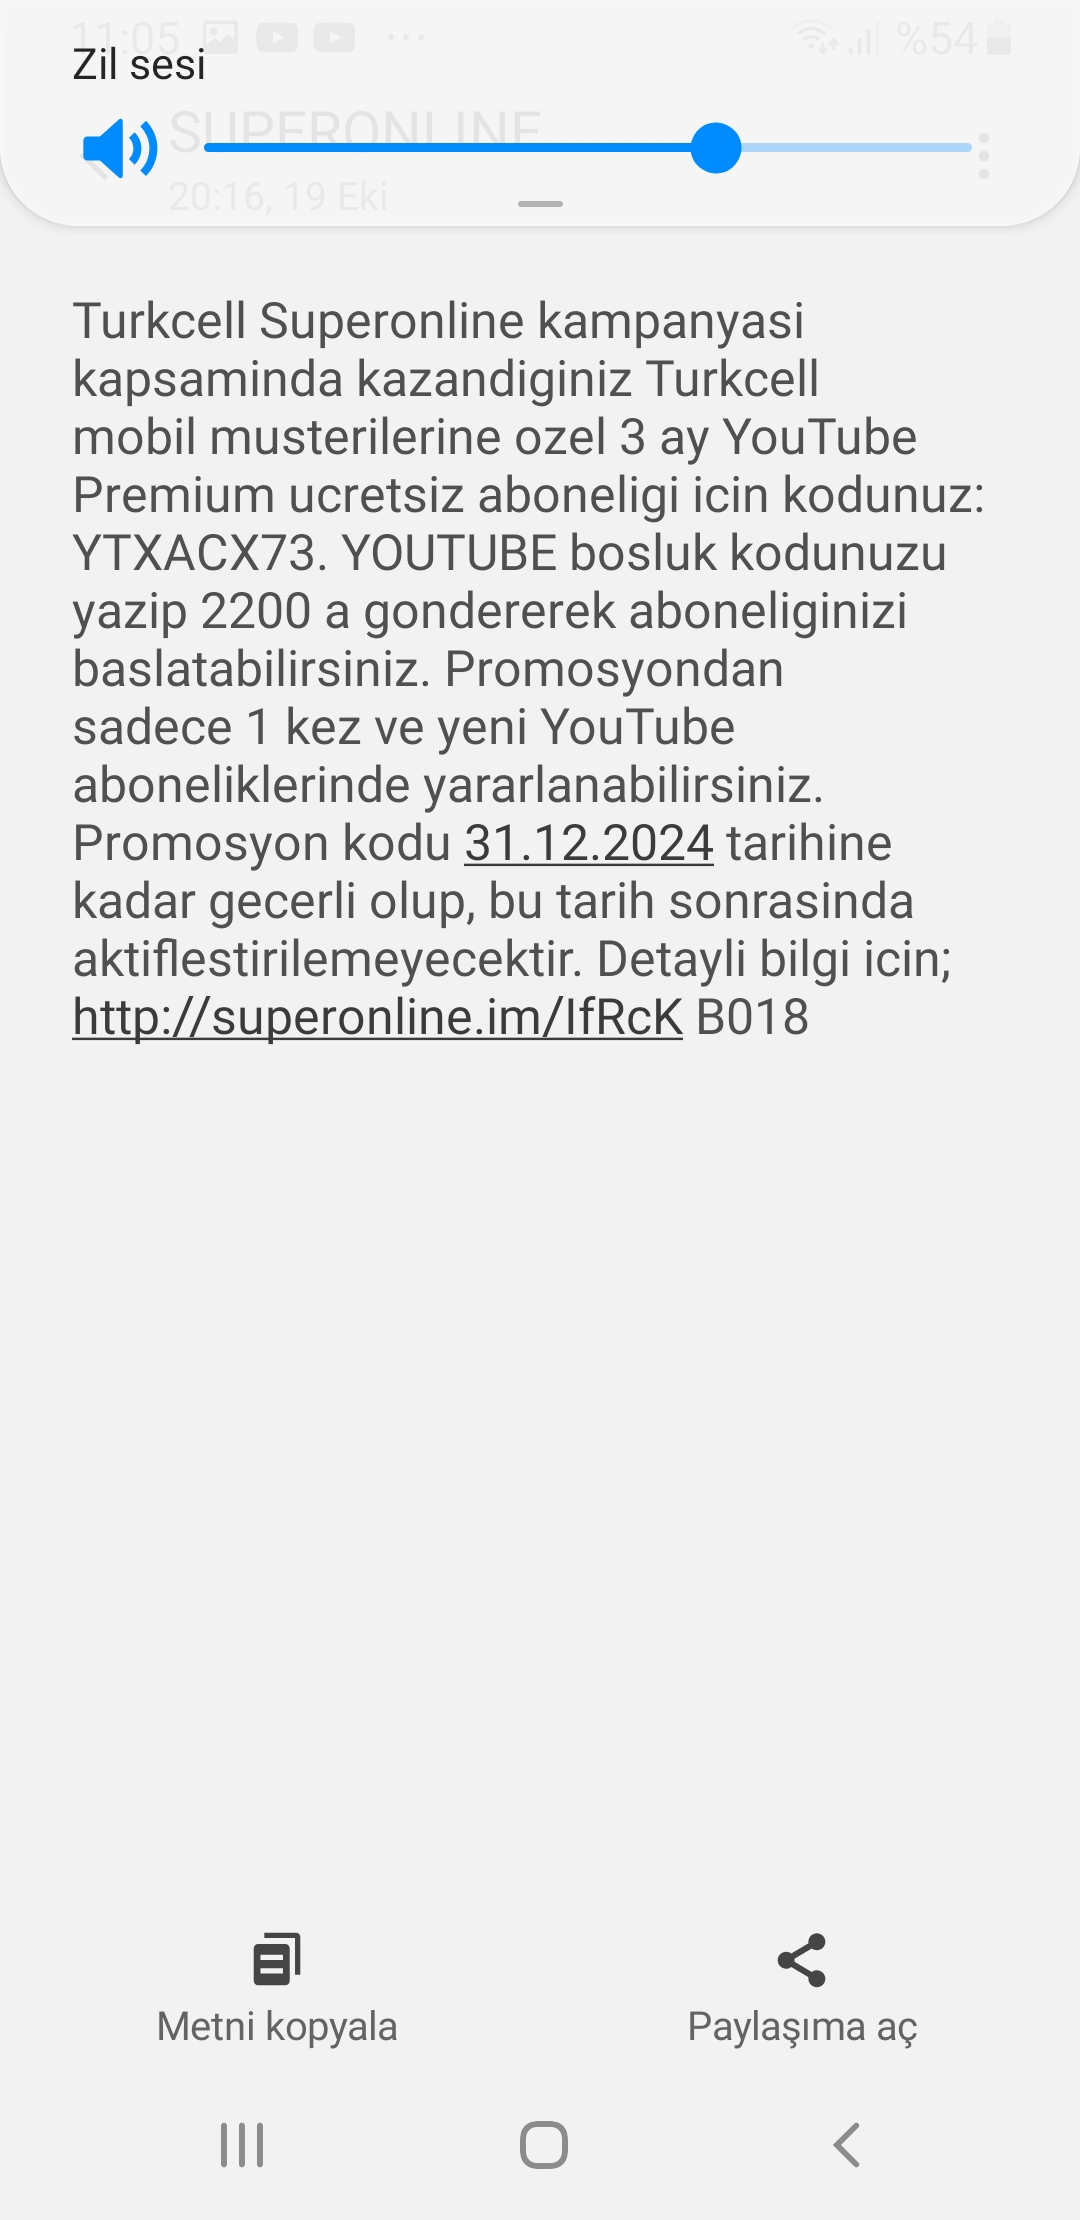 11:05 ... %54
Zil sesi
SUPERONLINE
20:16, 19 Eki
Turkcell Superonline kampanyasi
kapsaminda kazandiginiz Turkcell
mobil musterilerine ozel 3 ay YouTube
Premium ucretsiz aboneligi icin kodunuz:
YTXACX73. YOUTUBE bosluk kodunuzu
yazip 2200 a gondererek aboneliginizi
baslatabilirsiniz. Promosyondan
sadece 1 kez ve yeni YouTube
aboneliklerinde yararlanabilirsiniz.
Promosyon kodu 31.12.2024 tarihine
kadar gecerli olup, bu tarih sonrasinda
aktiflestirilemeyecektir. Detayli bilgi icin;
http://superonline.im/IfRcK B018
Metni kopyala
Paylaşıma aç